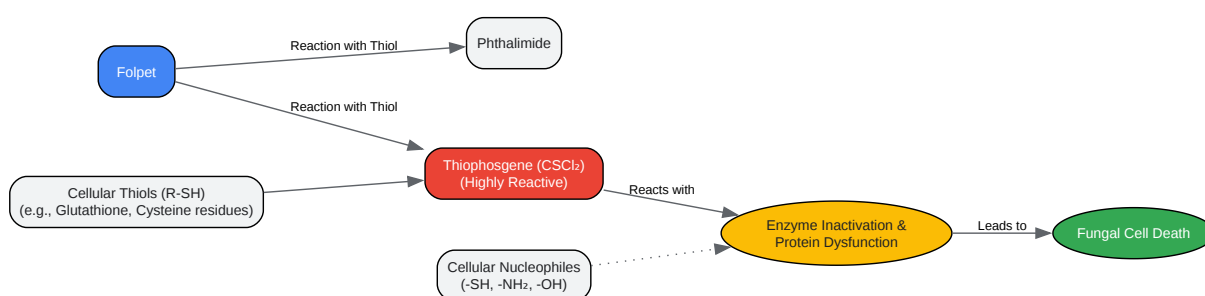 Folpet
Reaction with Thiol
Phthalimide
Reaction with Thiol
Thiophosgene (CSCl₂)
(Highly Reactive)
Cellular Thiols (R-SH)
(e.g., Glutathione, Cysteine residues)
Reacts with
Enzyme Inactivation &
Protein Dysfunction
Leads to
Fungal Cell Death
Cellular Nucleophiles
(-SH, -NH₂, -OH)